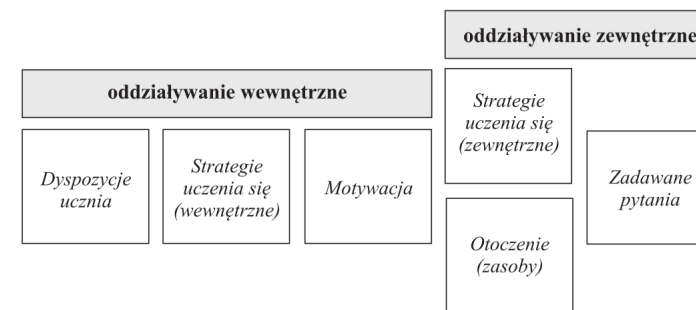 oddziaływanie zewnętrzne
oddziaływanie wewnętrzne
Dyspozycje
ucznia
Strategie
uczenia się
(wewnętrzne)
Motywacja
Strategie
uczenia się
(zewnętrzne)
Otoczenie
(zasoby)
Zadawane
pytania